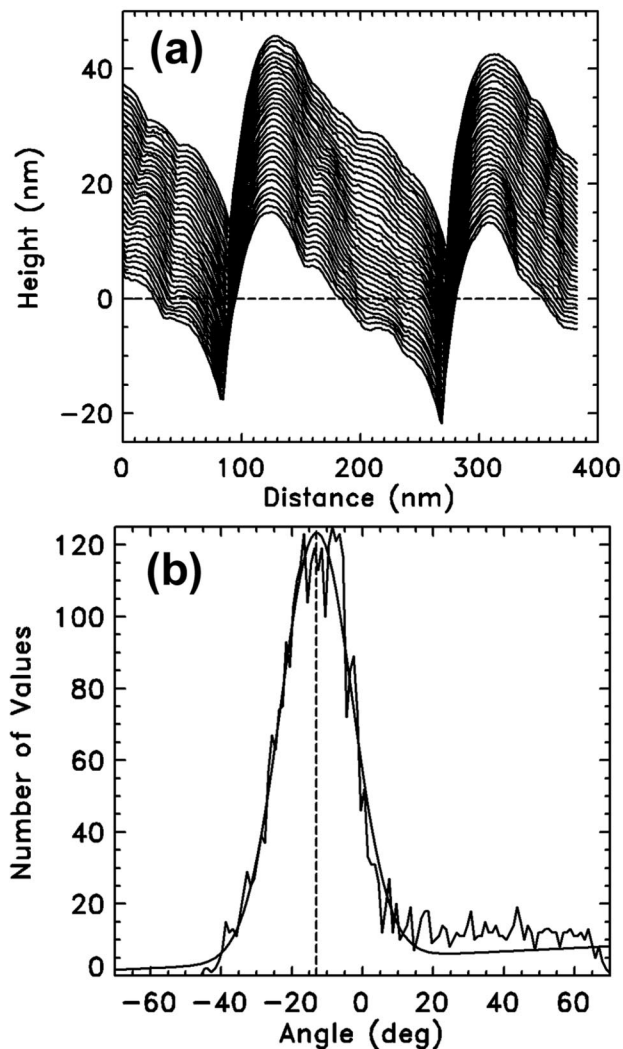 (a)
Height (nm)
40
20
0
−20
0 100 200 300 400
Distance (nm)
(b)
Number of Values
120
100
80
60
40
20
0
−60 −40 −20 0 20 40 60
Angle (deg)